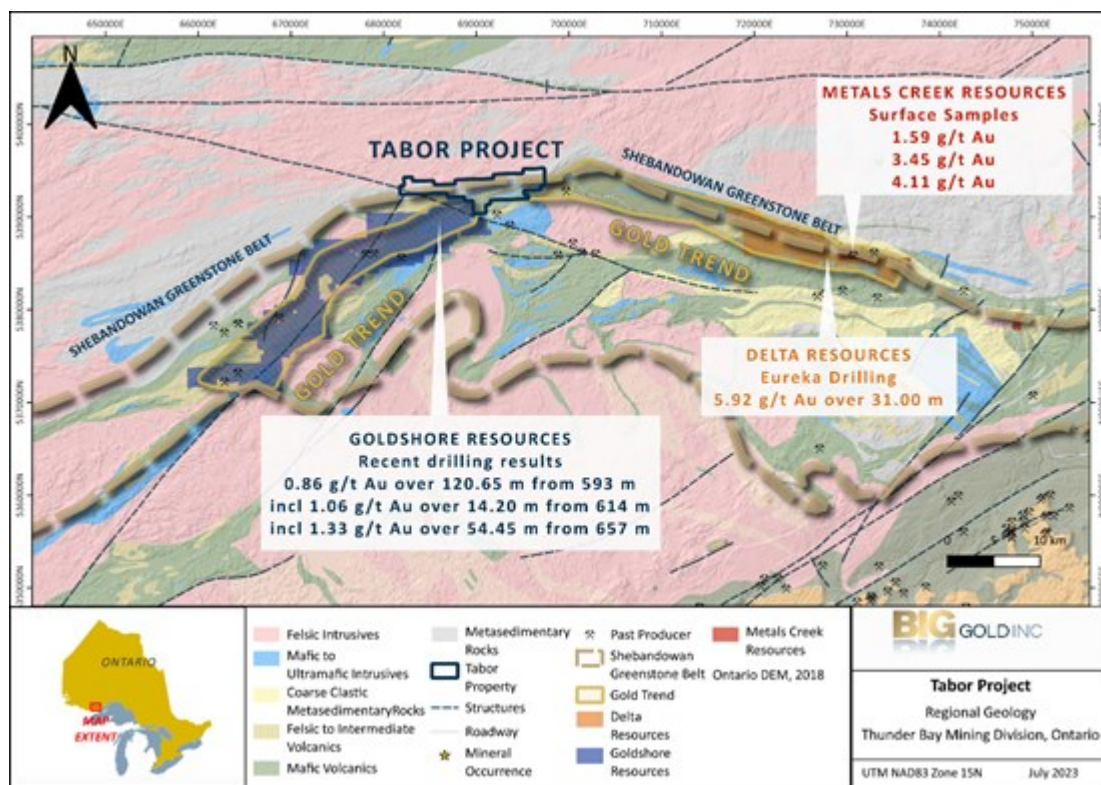 650000E 660000E 670000E 680000E 690000E 700000E 710000E 720000E 730000E 740000E 750000E
N
5400000N
5390000N
5380000N
5370000N
5360000N
5350000N
TABOR PROJECT
METALS CREEK RESOURCES
Surface Samples
1.59 g/t Au
3.45 g/t Au
4.11 g/t Au
SHEBANDOWAN GREENSTONE BELT
SHEBANDOWAN GREENSTONE BELT
GOLD TREND
GOLD TREND
DELTA RESOURCES
Eureka Drilling
5.92 g/t Au over 31.00 m
GOLDSHORE RESOURCES
Recent drilling results
0.86 g/t Au over 120.65 m from 593 m
incl 1.06 g/t Au over 14.20 m from 614 m
incl 1.33 g/t Au over 54.45 m from 657 m
0 5 10 km
ONTARIO
MAP
EXTENT
Felsic Intrusives
Mafic to
Ultramafic Intrusives
Coarse Clastic
MetasedimentaryRocks
Felsic to Intermediate
Volcanics
Mafic Volcanics
Metasedimentary
Rocks
Tabor
Property
Structures
Roadway
Mineral
Occurrence
Past Producer
Shebandowan
Greenstone Belt
Gold Trend
Delta
Resources
Goldshore
Resources
Metals Creek
Resources
Ontario DEM, 2018
BIG GOLD INC
Tabor Project
Regional Geology
Thunder Bay Mining Division, Ontario
UTM NAD83 Zone 15N July 2023